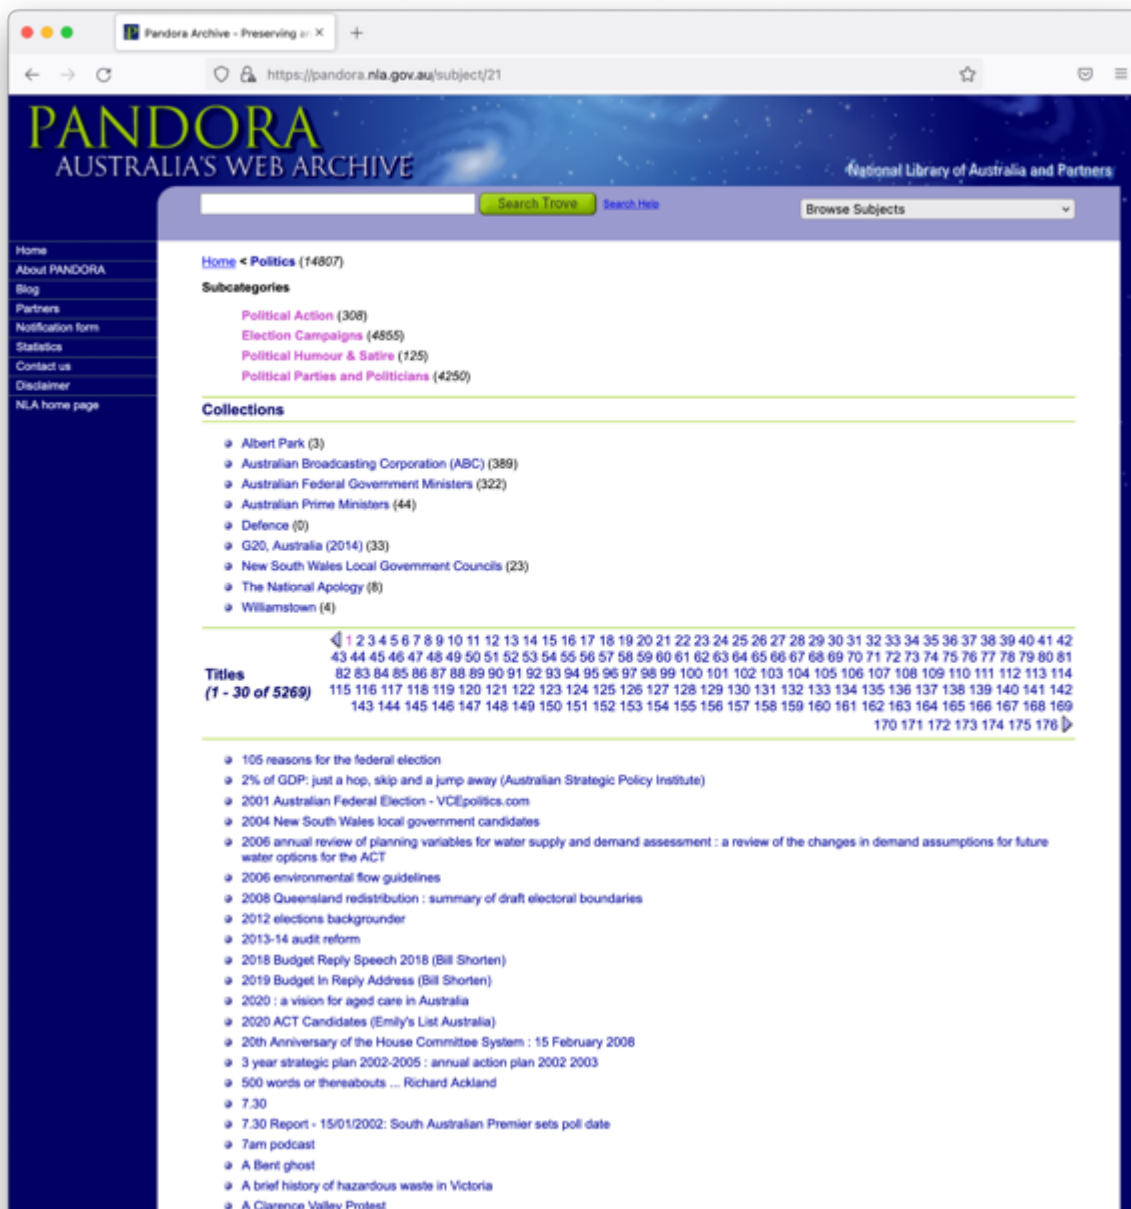 Pandora Archive - Preserving an
https://pandora.nla.gov.au/subject/21
PANDORA
AUSTRALIA'S WEB ARCHIVE
National Library of Australia and Partners
Search Trove Search Help Browse Subjects
Home
About PANDORA
Blog
Partners
Notification form
Statistics
Contact us
Disclaimer
NLA home page
Home < Politics (14807)
Subcategories
Political Action (308)
Election Campaigns (4855)
Political Humour & Satire (125)
Political Parties and Politicians (4250)
Collections
Albert Park (3)
Australian Broadcasting Corporation (ABC) (389)
Australian Federal Government Ministers (322)
Australian Prime Ministers (44)
Defence (0)
G20, Australia (2014) (33)
New South Wales Local Government Councils (23)
The National Apology (8)
Williamstown (4)
Titles
(1 - 30 of 5269)
1 2 3 4 5 6 7 8 9 10 11 12 13 14 15 16 17 18 19 20 21 22 23 24 25 26 27 28 29 30 31 32 33 34 35 36 37 38 39 40 41 42
43 44 45 46 47 48 49 50 51 52 53 54 55 56 57 58 59 60 61 62 63 64 65 66 67 68 69 70 71 72 73 74 75 76 77 78 79 80 81
82 83 84 85 86 87 88 89 90 91 92 93 94 95 96 97 98 99 100 101 102 103 104 105 106 107 108 109 110 111 112 113 114
115 116 117 118 119 120 121 122 123 124 125 126 127 128 129 130 131 132 133 134 135 136 137 138 139 140 141 142
143 144 145 146 147 148 149 150 151 152 153 154 155 156 157 158 159 160 161 162 163 164 165 166 167 168 169
170 171 172 173 174 175 176
105 reasons for the federal election
2% of GDP: just a hop, skip and a jump away (Australian Strategic Policy Institute)
2001 Australian Federal Election - VCEpolitics.com
2004 New South Wales local government candidates
2006 annual review of planning variables for water supply and demand assessment : a review of the changes in demand assumptions for future
water options for the ACT
2006 environmental flow guidelines
2008 Queensland redistribution : summary of draft electoral boundaries
2012 elections backgrounder
2013-14 audit reform
2018 Budget Reply Speech 2018 (Bill Shorten)
2019 Budget In Reply Address (Bill Shorten)
2020 : a vision for aged care in Australia
2020 ACT Candidates (Emily's List Australia)
20th Anniversary of the House Committee System : 15 February 2008
3 year strategic plan 2002-2005 : annual action plan 2002 2003
500 words or thereabouts ... Richard Ackland
7.30
7.30 Report - 15/01/2002: South Australian Premier sets poll date
7am podcast
A Bent ghost
A brief history of hazardous waste in Victoria
A Clarence Valley Protest